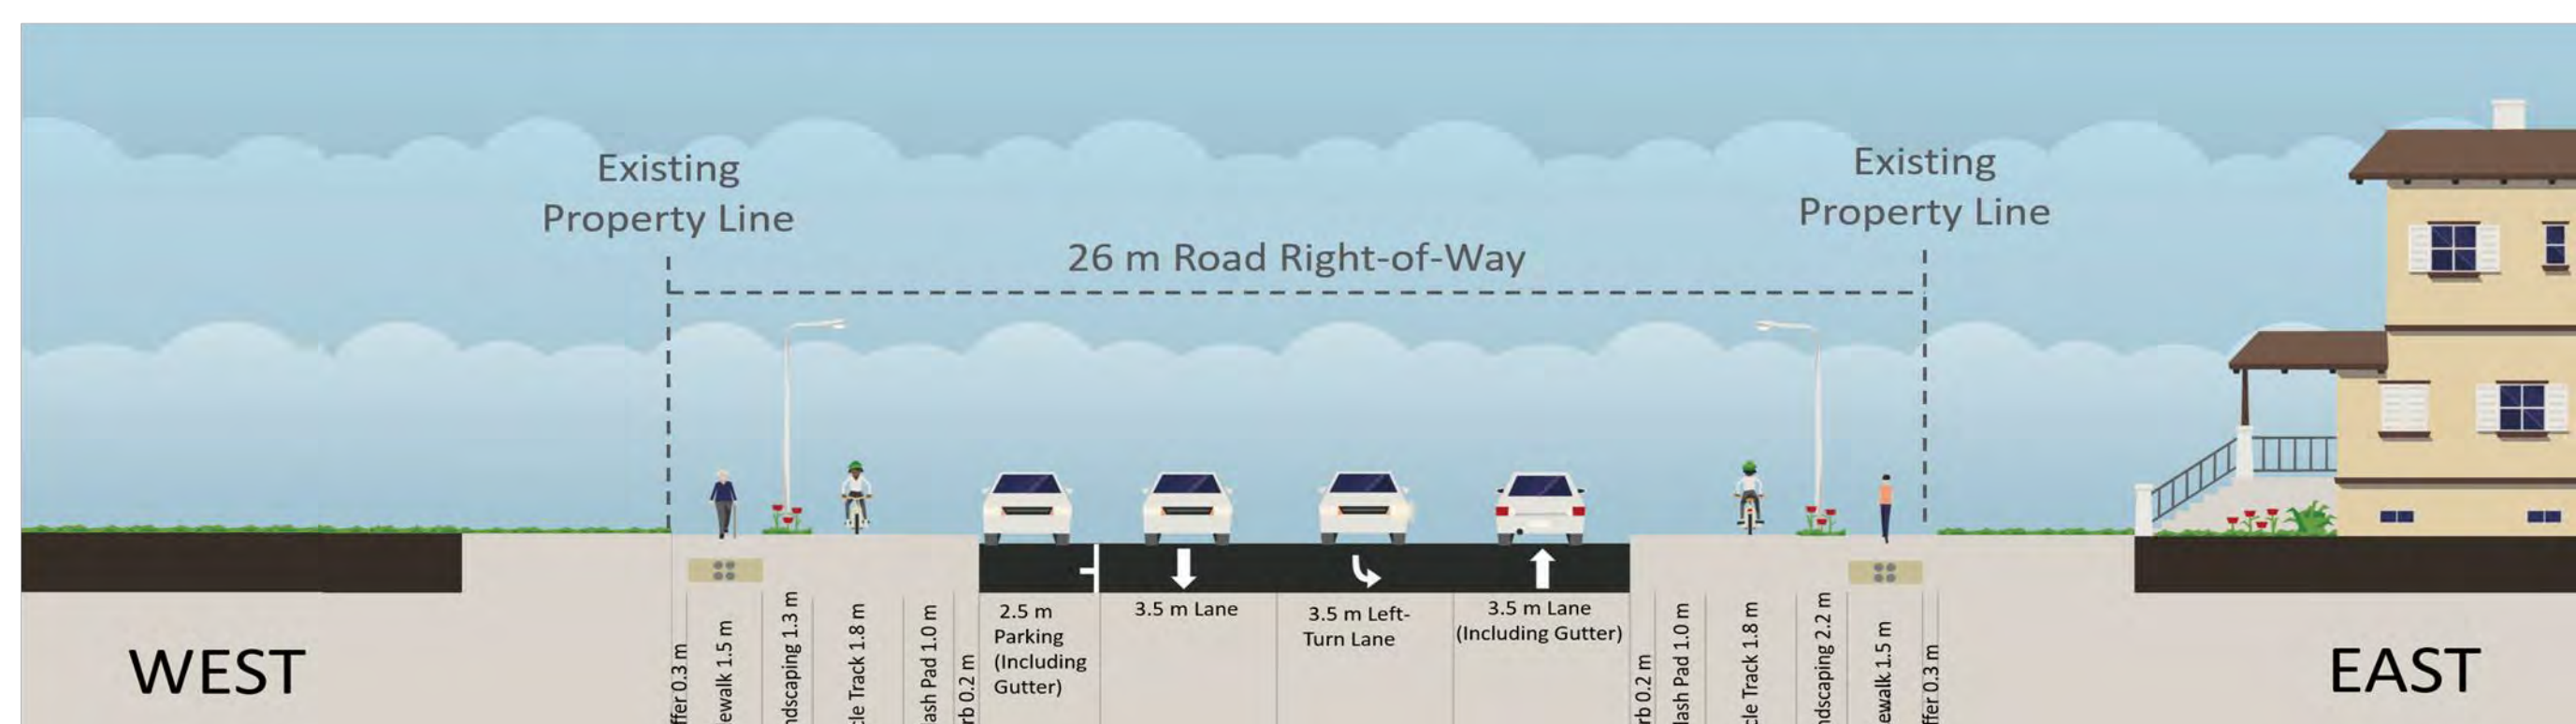 Existing
Property Line
Existing
Property Line
26 m Road Right-of-Way
WEST
ffer 0.3 m
ewalk 1.5 m
ndscaping 1.3 m
cle Track 1.8 m
ash Pad 1.0 m
rb 0.2 m
2.5 m
Parking
(Including
Gutter)
3.5 m Lane
3.5 m Left-
Turn Lane
3.5 m Lane
(Including Gutter)
rb 0.2 m
lash Pad 1.0 m
cle Track 1.8 m
ndscaping 2.2 m
ewalk 1.5 m
ffer 0.3 m
EAST